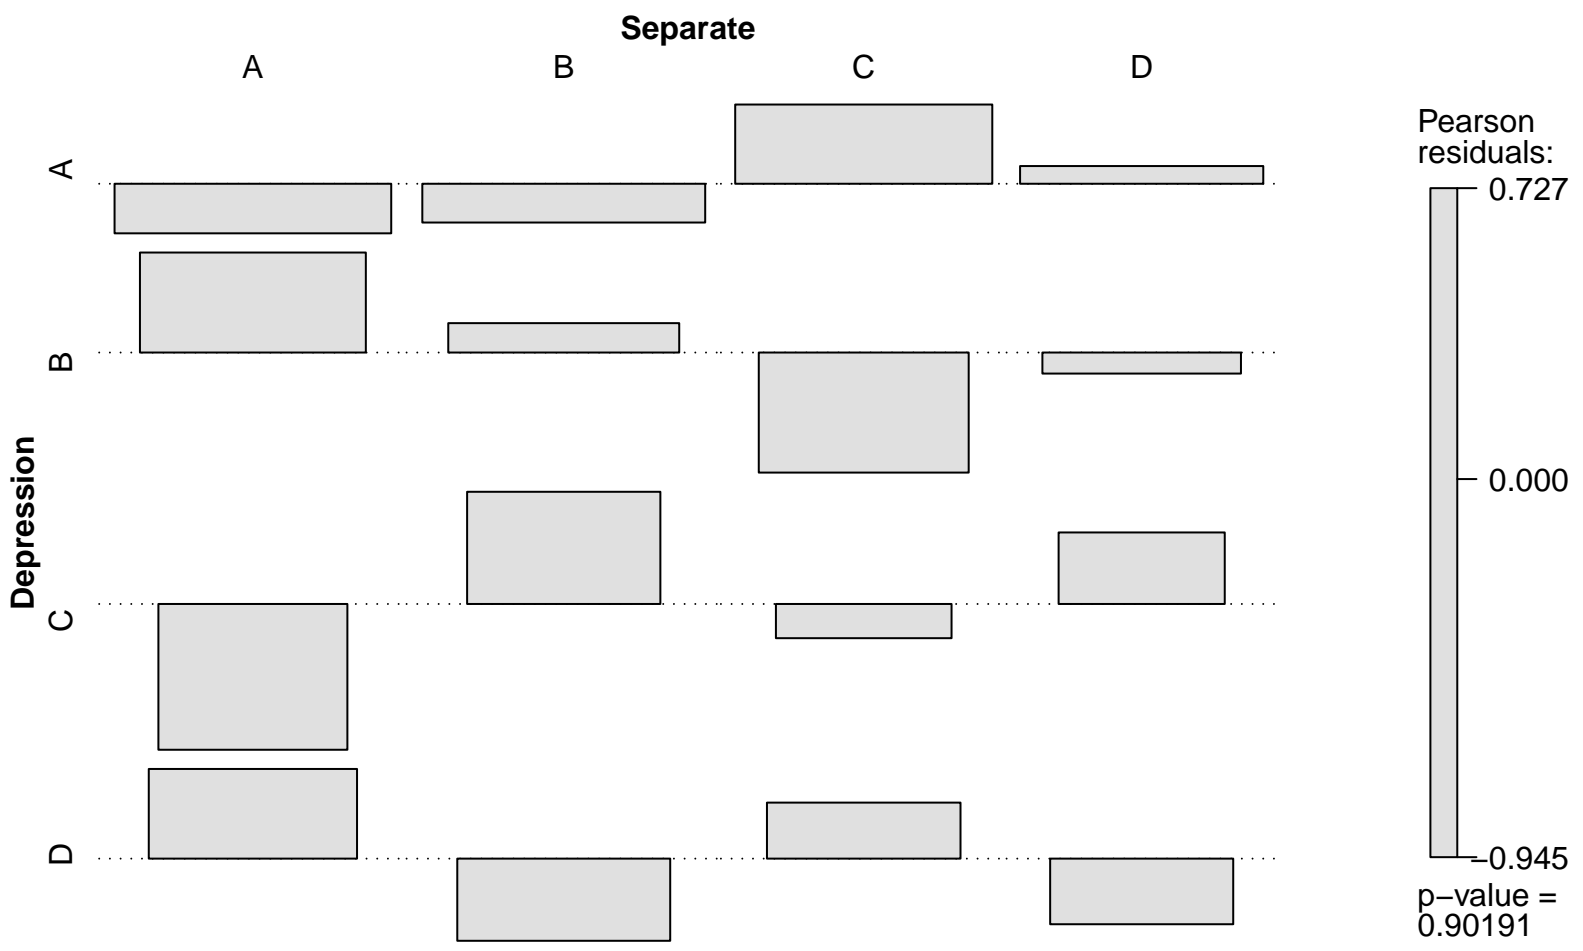 Separate
A B C D
Depression
A
B
C
D
Pearson
residuals:
0.727
0.000
−0.945
p−value =
0.90191